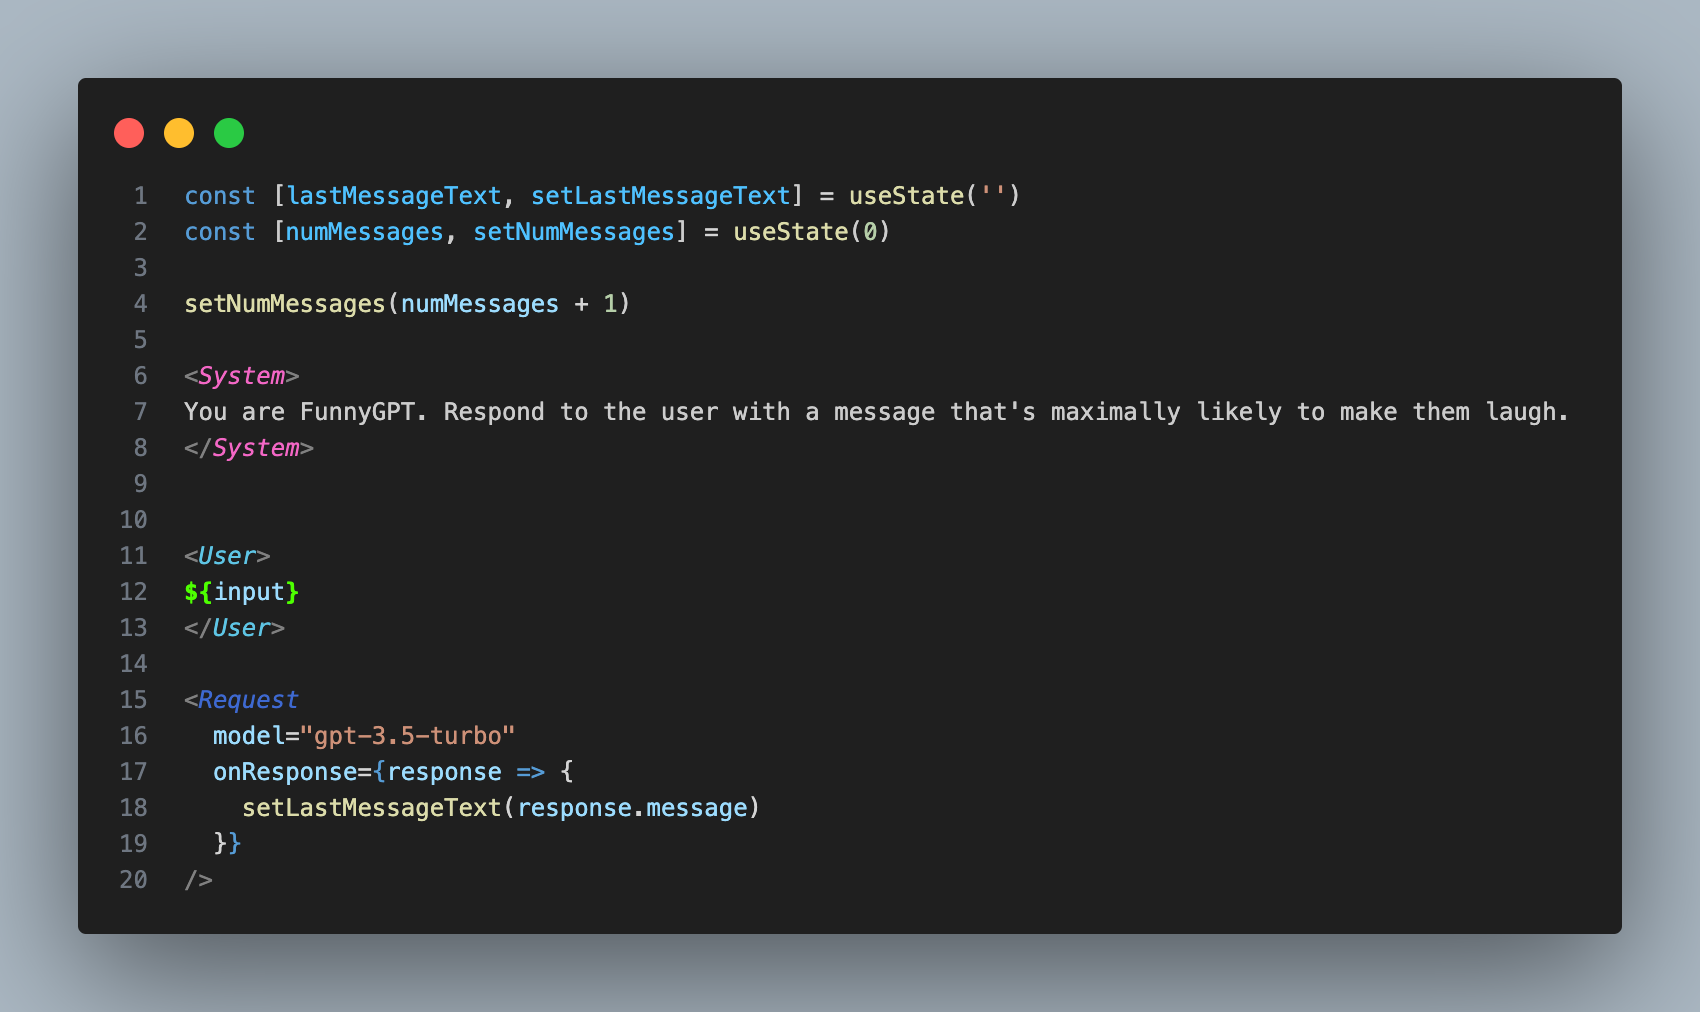 1 const [lastMessageText, setLastMessageText] = useState('')
2 const [numMessages, setNumMessages] = useState(0)
3
4 setNumMessages(numMessages + 1)
5
6 <System>
7 You are FunnyGPT. Respond to the user with a message that's maximally likely to make them laugh.
8 </System>
9
10
11 <User>
12 ${input}
13 </User>
14
15 <Request
16   model="gpt-3.5-turbo"
17   onResponse={response => {
18     setLastMessageText(response.message)
19   }}
20 />